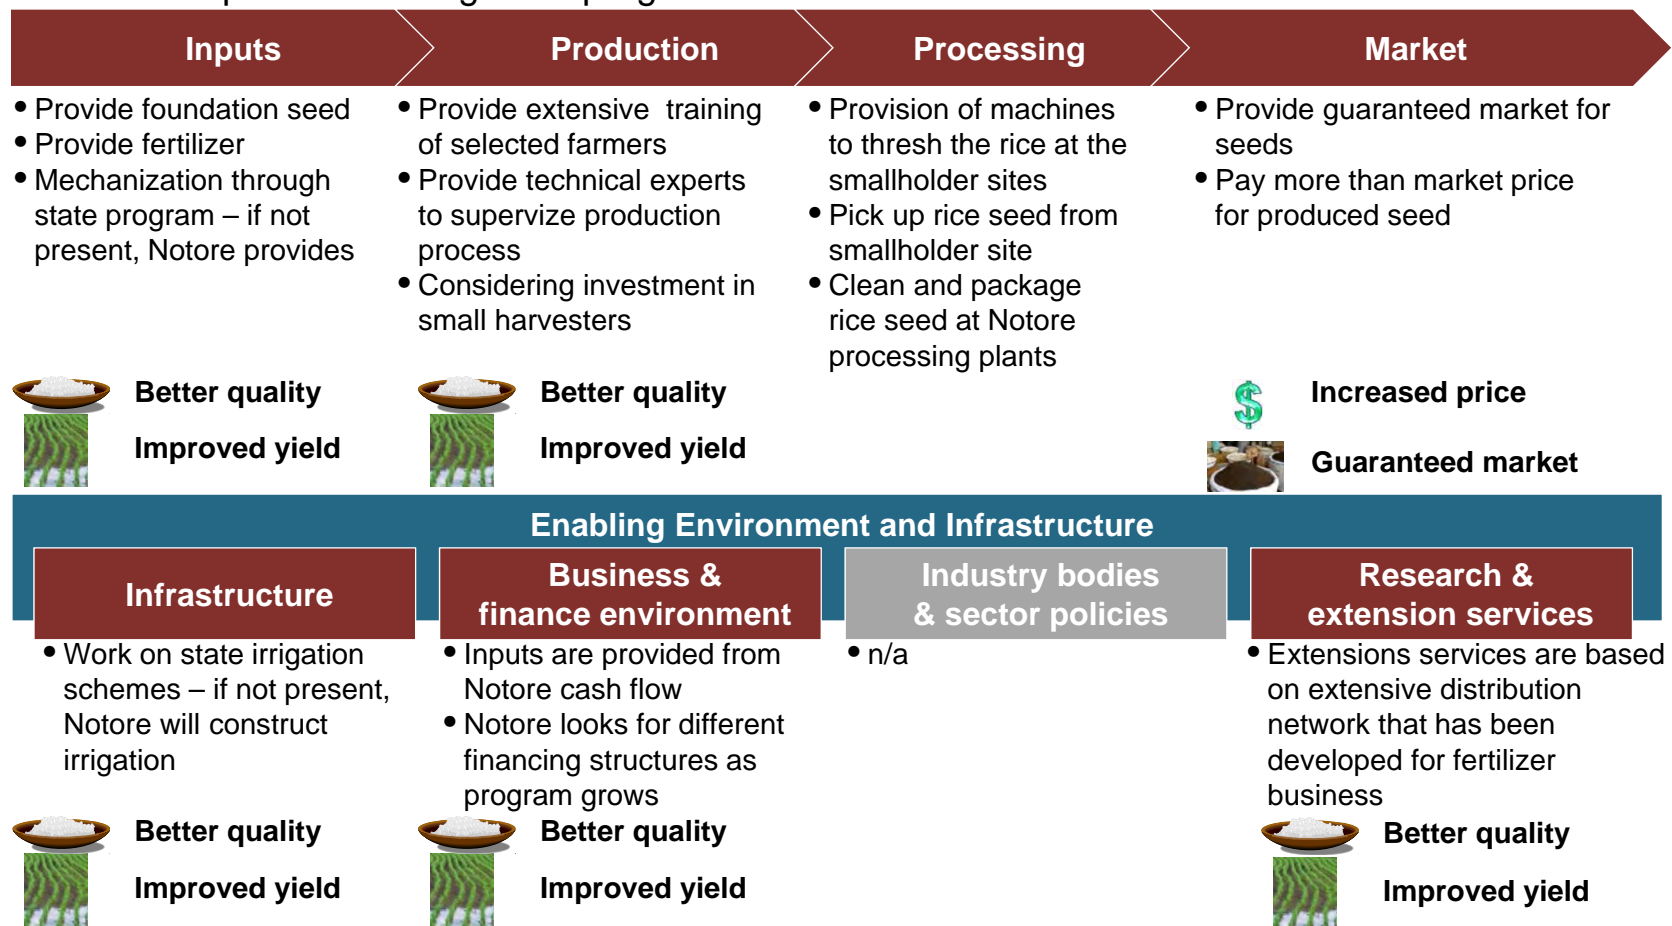 Inputs
Production
Processing
Market
• Provide foundation seed
• Provide fertilizer
• Mechanization through
state program – if not
present, Notore provides
• Provide extensive  training
of selected farmers
• Provide technical experts
to supervize production
process
• Considering investment in
small harvesters
• Provision of machines
to thresh the rice at the
smallholder sites
• Pick up rice seed from
smallholder site
• Clean and package
rice seed at Notore
processing plants
• Provide guaranteed market for
seeds
• Pay more than market price
for produced seed
Better quality
Improved yield
Better quality
Improved yield
Increased price
Guaranteed market
Enabling Environment and Infrastructure
Infrastructure
Business &
finance environment
Industry bodies
& sector policies
Research &
extension services
• Work on state irrigation
schemes – if not present,
Notore will construct
irrigation
• Inputs are provided from
Notore cash flow
• Notore looks for different
financing structures as
program grows
• n/a
• Extensions services are based
on extensive distribution
network that has been
developed for fertilizer
business
Better quality
Improved yield
Better quality
Improved yield
Better quality
Improved yield